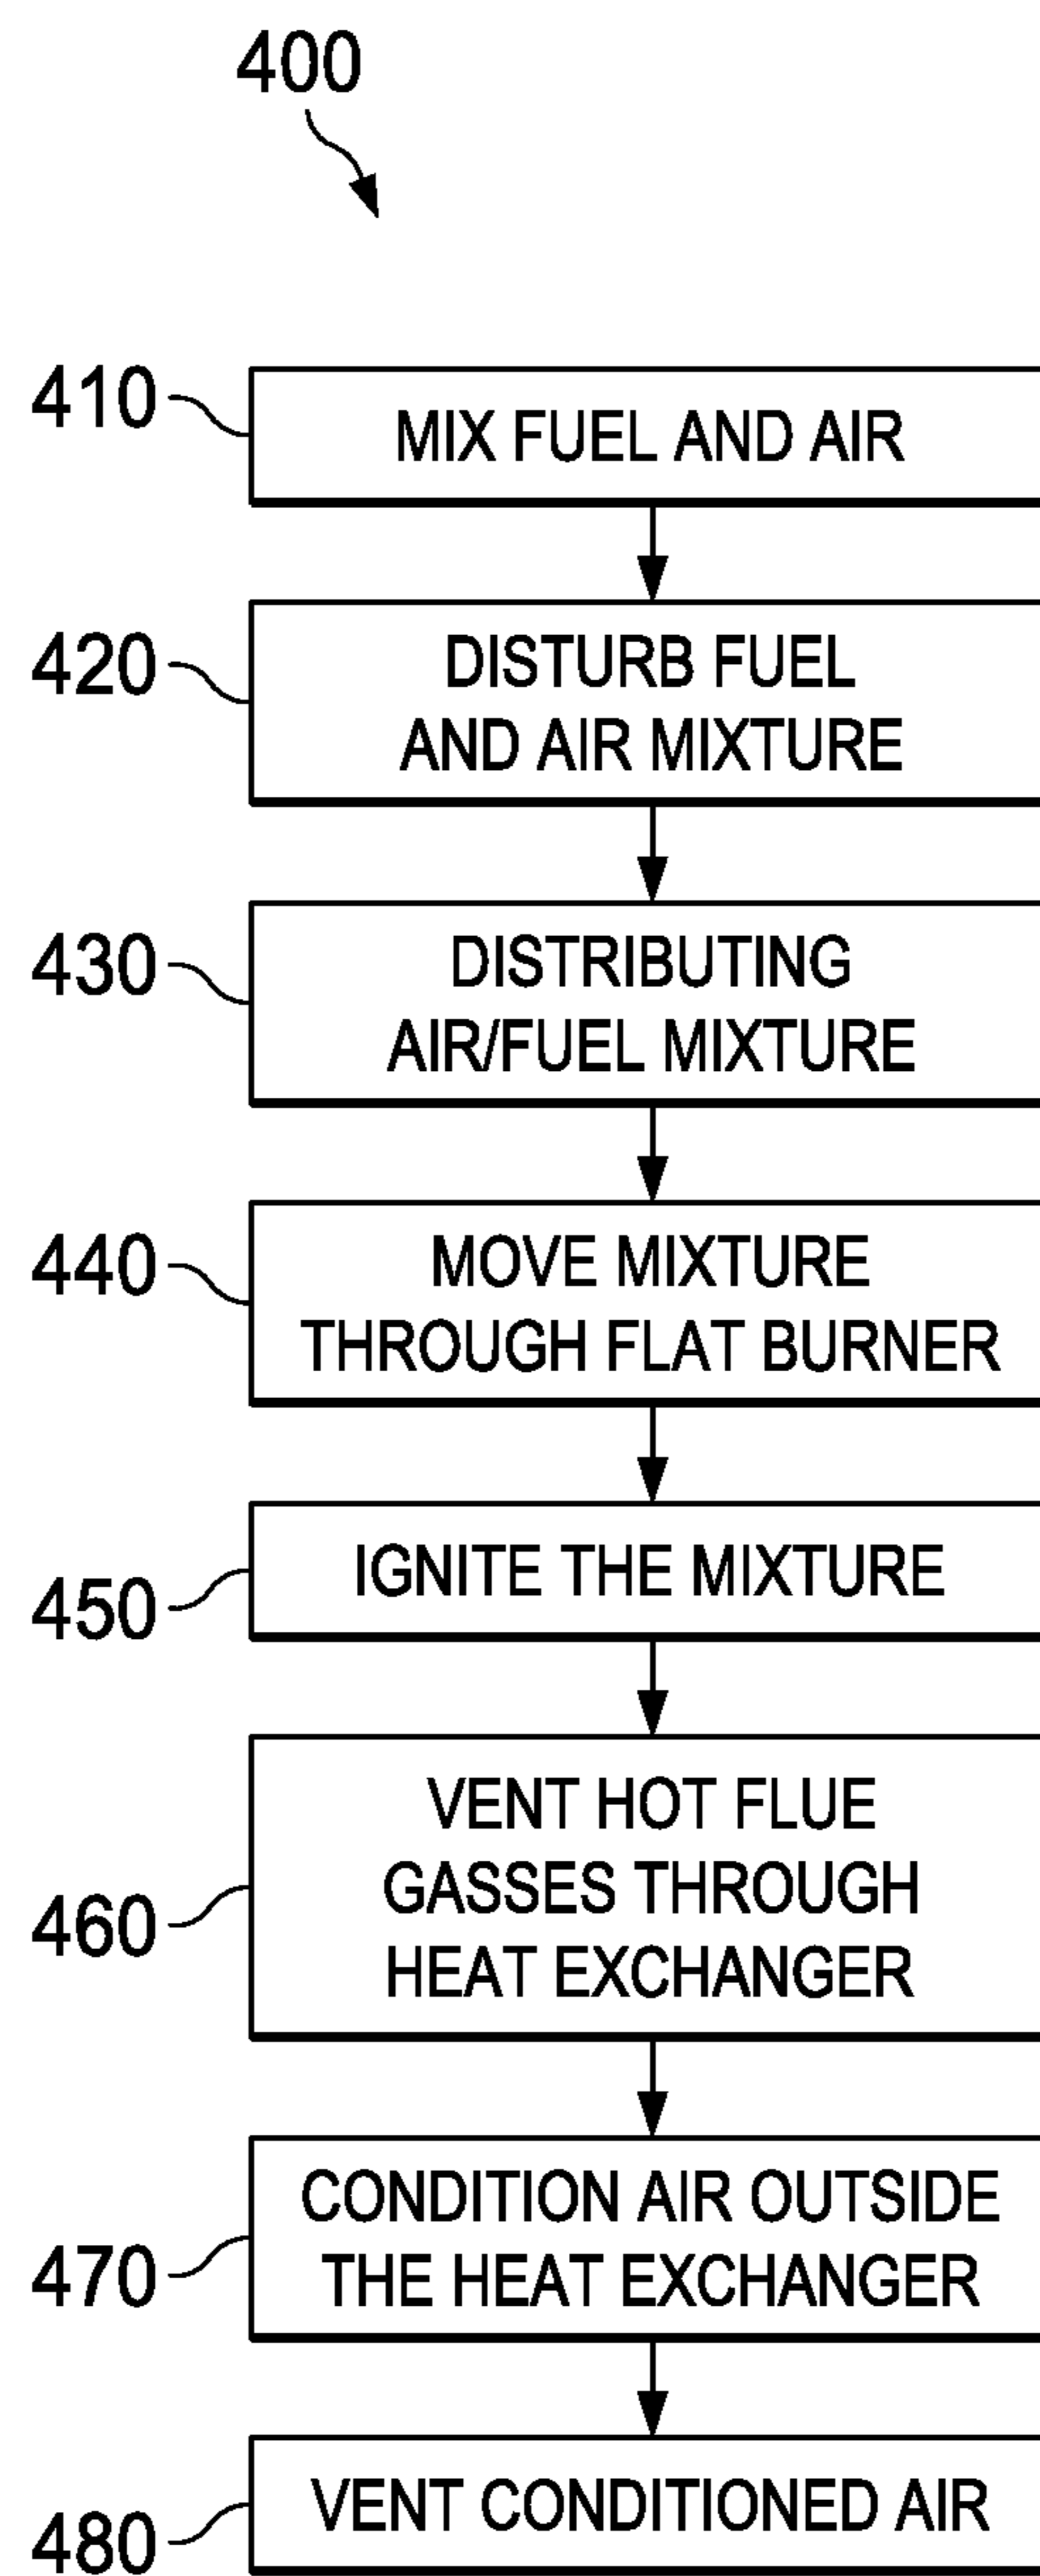 400
410
MIX FUEL AND AIR
420
DISTURB FUEL
AND AIR MIXTURE
430
DISTRIBUTING
AIR/FUEL MIXTURE
440
MOVE MIXTURE
THROUGH FLAT BURNER
450
IGNITE THE MIXTURE
460
VENT HOT FLUE
GASSES THROUGH
HEAT EXCHANGER
470
CONDITION AIR OUTSIDE
THE HEAT EXCHANGER
480
VENT CONDITIONED AIR